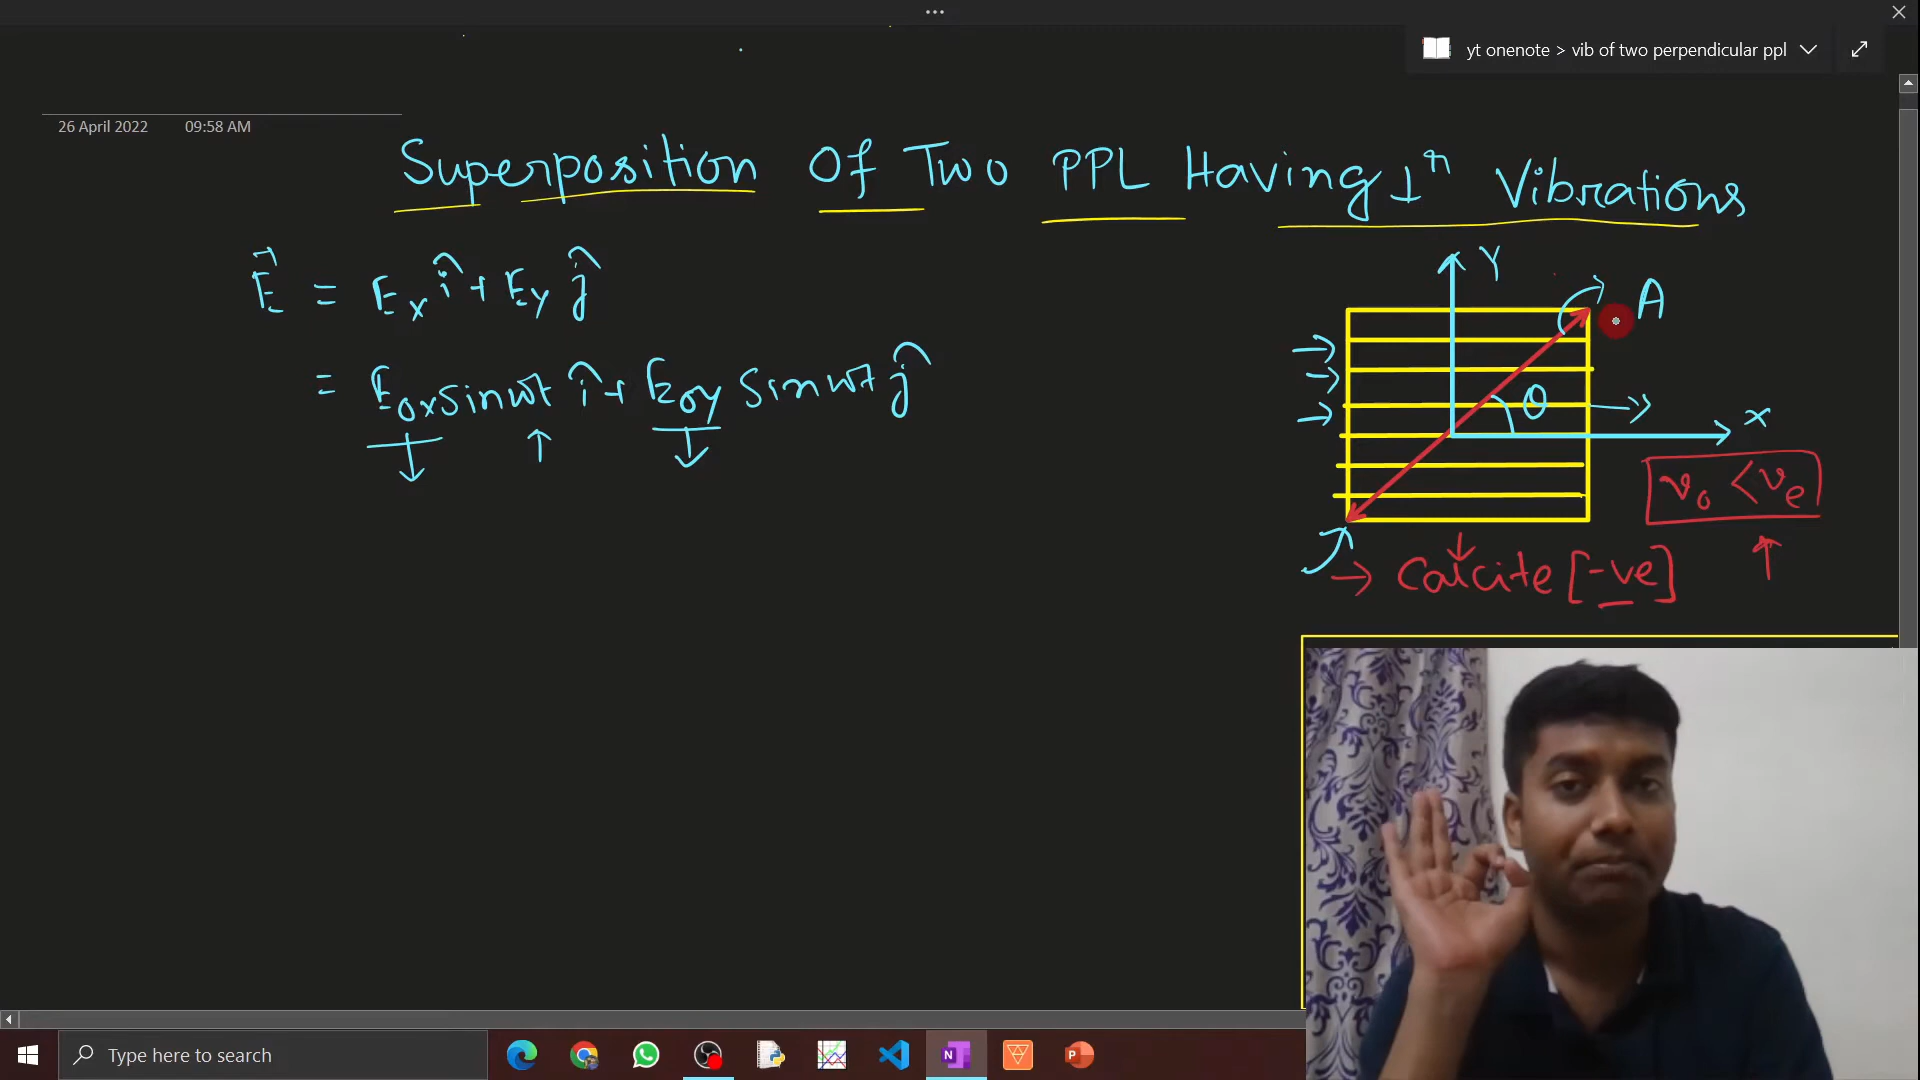 yt onenote > vib of two perpendicular ppl
26 April 2022 09:58 AM
Superposition Of Two PPL Having ⊥ʳ Vibrations
E⃗ = Eₓ î + E_y ĵ
= E₀ₓ sinωt î + E₀y sinωt ĵ
Y
A
θ
x
v₀ < vₑ
→ Calcite [-ve]
Type here to search
N
P